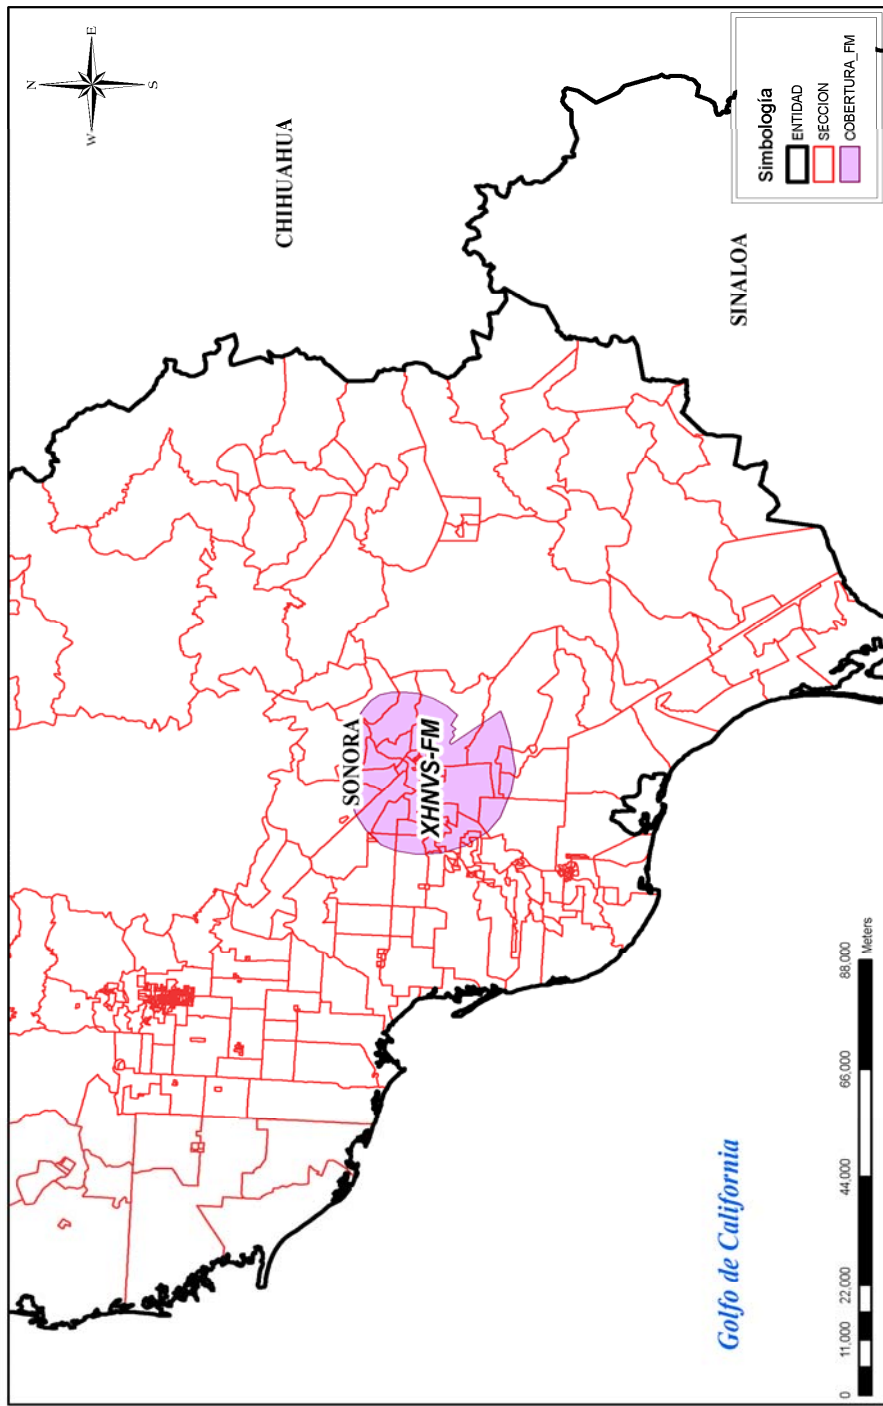 N
W
E
S
CHIHUAHUA
SONORA
XHNVS-FM
SINALOA
Golfo de California
Simbología
ENTIDAD
SECCION
COBERTURA_FM
0 11,000 22,000 44,000 66,000 88,000
Meters